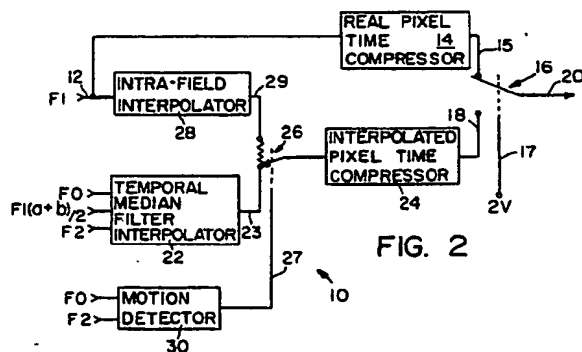 REAL PIXEL
TIME 14
COMPRESSOR
15
16
20
12
F1
INTRA-FIELD
INTERPOLATOR
28
29
26
18
INTERPOLATED
PIXEL TIME
COMPRESSOR
24
17
2V
F0
F1(a+b)/2
F2
TEMPORAL
MEDIAN
FILTER
INTERPOLATOR
22
23
FIG. 2
27
10
F0
F2
MOTION
DETECTOR
30